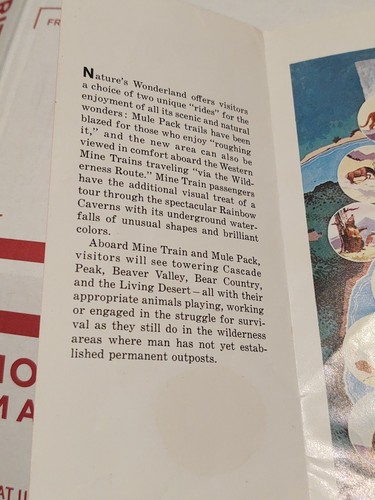 FR
Nature's Wonderland offers visitors
a choice of two unique "rides" for the
enjoyment of all its scenic and natural
wonders: Mule Pack trails have been
blazed for those who enjoy "roughing
it," and the new area can also be
viewed in comfort aboard the Western
Mine Trains traveling "via the Wild-
erness Route." Mine Train passengers
have the additional visual treat of a
tour through the spectacular Rainbow
Caverns with its underground water-
falls of unusual shapes and brilliant
colors.
Aboard Mine Train and Mule Pack,
visitors will see towering Cascade
Peak, Beaver Valley, Bear Country,
and the Living Desert—all with their
appropriate animals playing, working
or engaged in the struggle for survi-
val as they still do in the wilderness
areas where man has not yet estab-
lished permanent outposts.